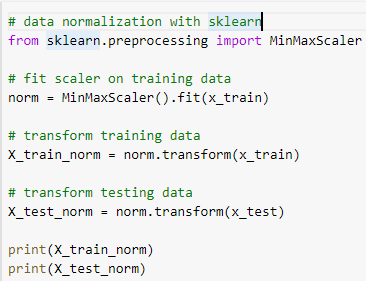 # data normalization with sklearn
from sklearn.preprocessing import MinMaxScaler
# fit scaler on training data
norm = MinMaxScaler().fit(x_train)
# transform training data
X_train_norm = norm.transform(x_train)
# transform testing data
X_test_norm = norm.transform(x_test)
print(X_train_norm)
print(X_test_norm)